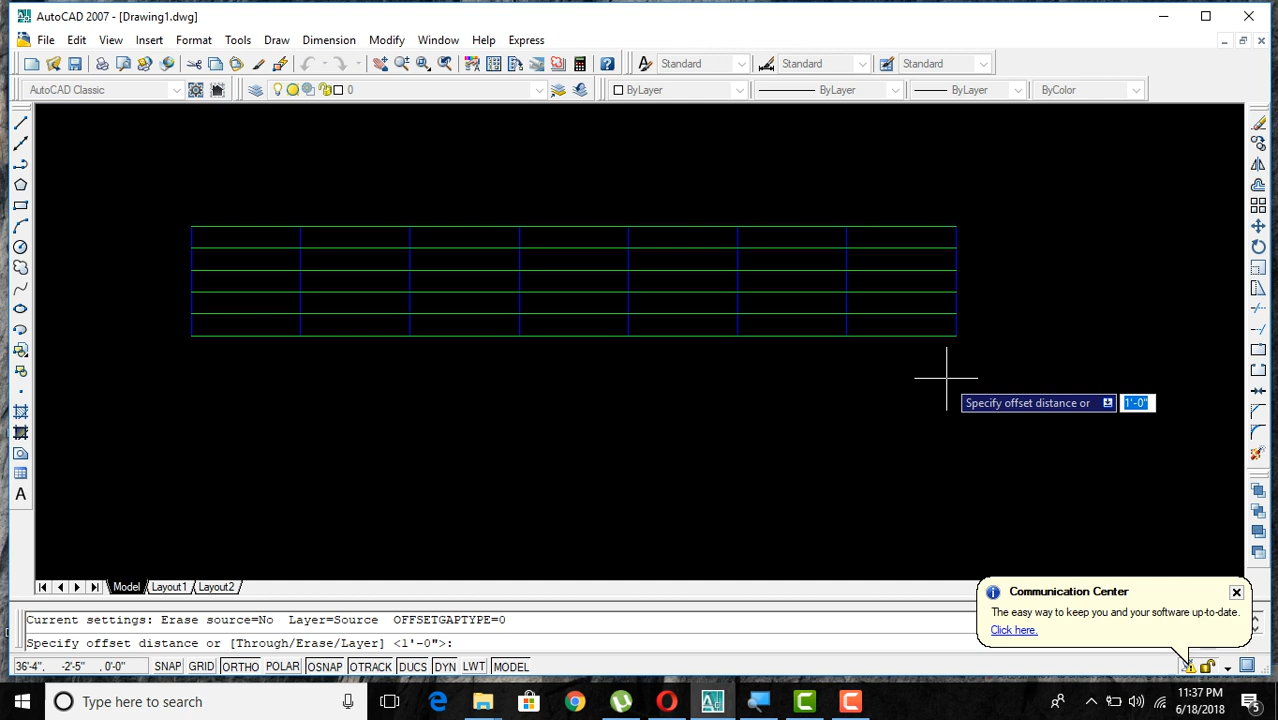 AutoCAD 2007 - [Drawing1.dwg]
File Edit View Insert Format Tools Draw Dimension Modify Window Help Express
Standard Standard Standard
AutoCAD Classic 0 ByLayer ByLayer ByLayer ByColor
Specify offset distance or 1'-0"
Model Layout1 Layout2
Communication Center
The easy way to keep you and your software up-to-date.
Click here.
Current settings: Erase source=No Layer=Source OFFSETGAPTYPE=0
Specify offset distance or [Through/Erase/Layer] <1'-0">:
36'-4", -2'-5" , 0'-0" SNAP GRID ORTHO POLAR OSNAP OTRACK DUCS DYN LWT MODEL
Type here to search
11:37 PM
6/18/2018
5